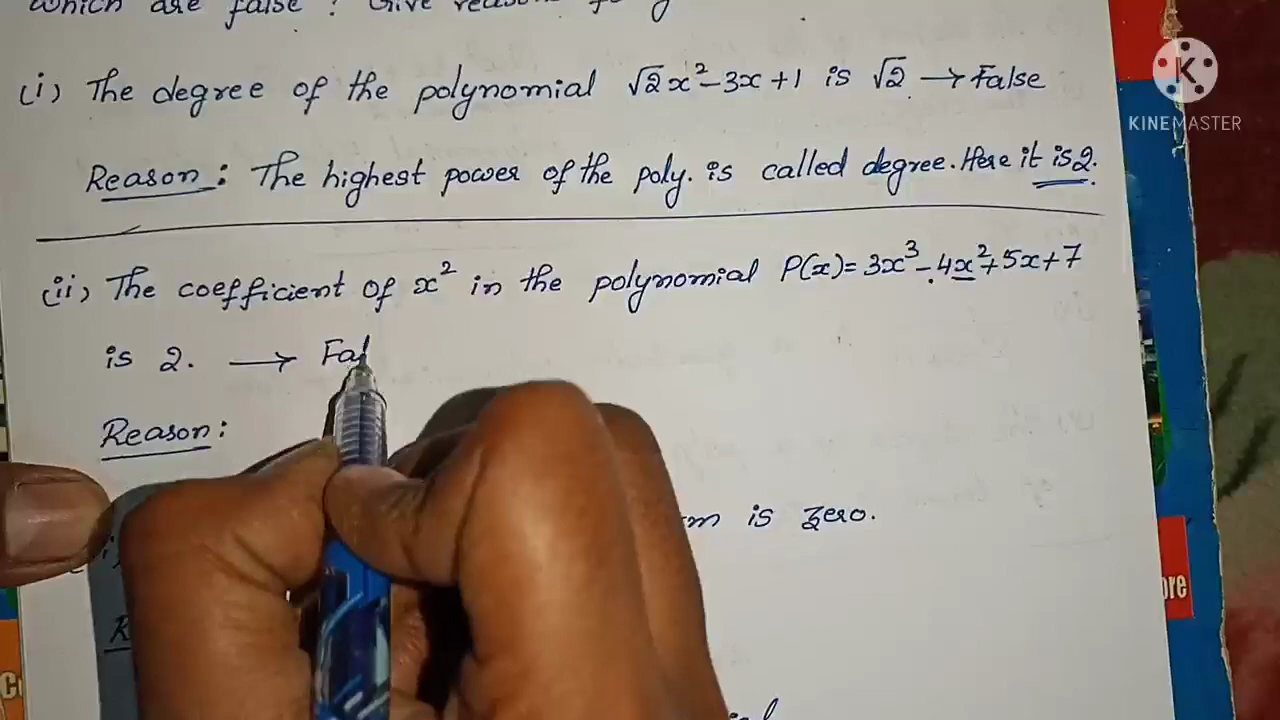 which are false ? Give reasons for
(i) The degree of the polynomial √2x² - 3x + 1 is √2 → False
KINEMASTER
Reason : The highest power of the poly. is called degree. Here it is 2.
(ii) The coefficient of x² in the polynomial P(x) = 3x³ - 4x² + 5x + 7
is 2. → Fal
Reason :
m is zero.
R